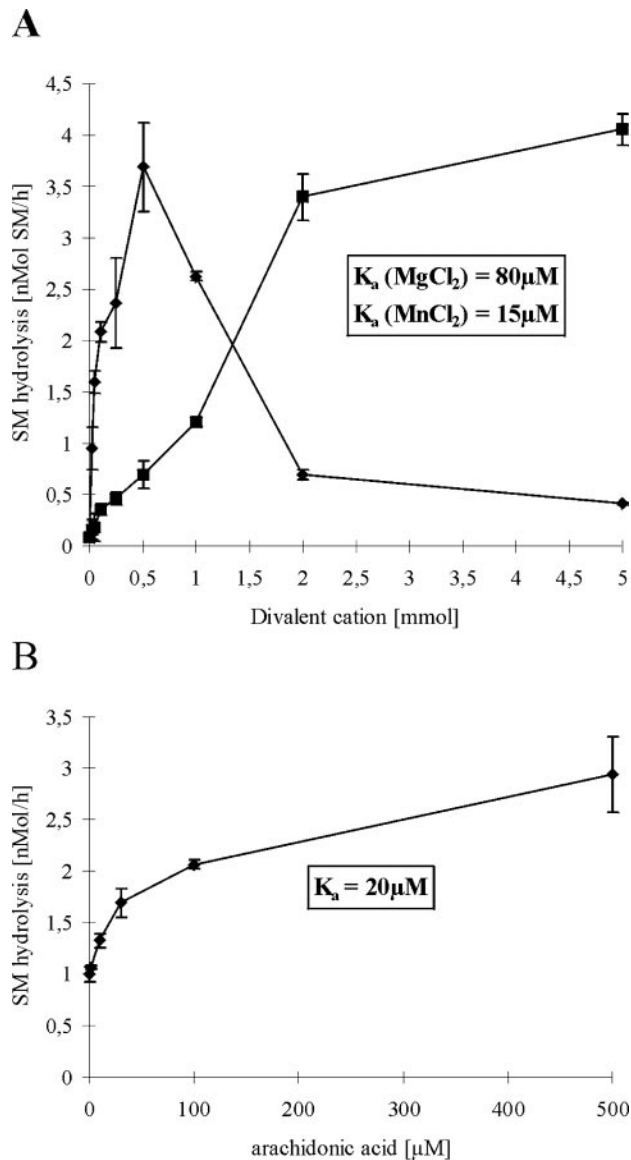 A
SM hydrolysis [nMol SM/h]
4,5
4
3,5
3
2,5
2
1,5
1
0,5
0
Kₐ (MgCl₂) = 80µM
Kₐ (MnCl₂) = 15µM
0 0,5 1 1,5 2 2,5 3 3,5 4 4,5 5
Divalent cation [mmol]
B
SM hydrolysis [nMol/h]
3,5
3
2,5
2
1,5
1
0,5
0
Kₐ = 20µM
0 100 200 300 400 500
arachidonic acid [µM]